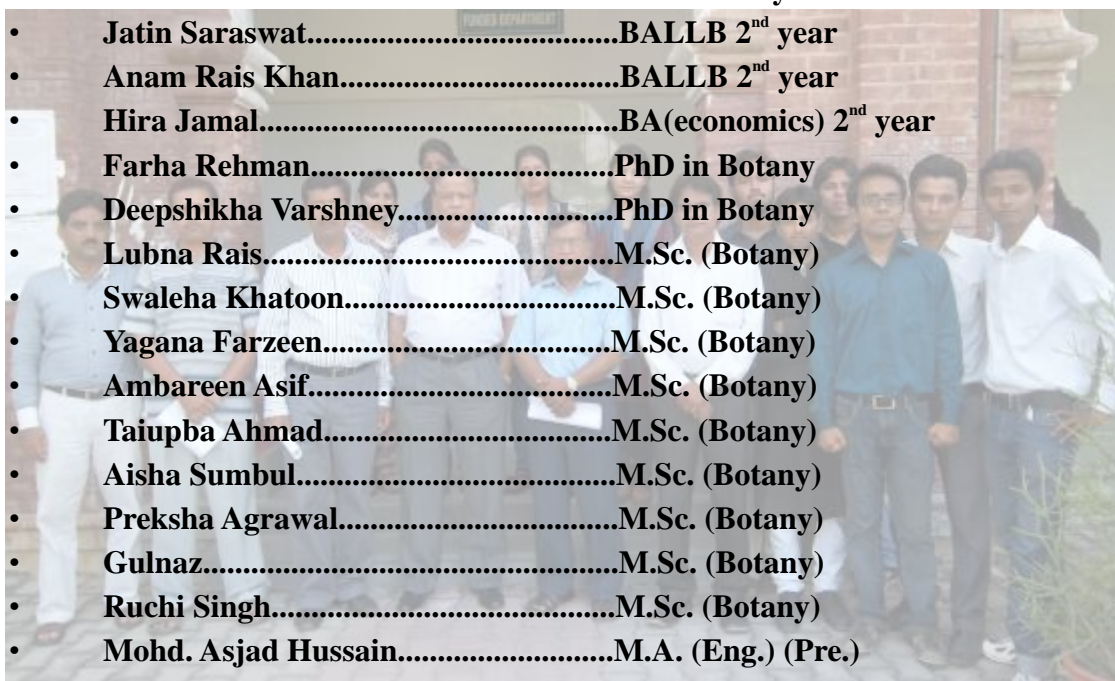 FUNDED DEPARTMENT
• Jatin Saraswat.......................................BALLB 2nd year
• Anam Rais Khan...................................BALLB 2nd year
• Hira Jamal.............................................BA(economics) 2nd year
• Farha Rehman......................................PhD in Botany
• Deepshikha Varshney...........................PhD in Botany
• Lubna Rais............................................M.Sc. (Botany)
• Swaleha Khatoon..................................M.Sc. (Botany)
• Yagana Farzeen....................................M.Sc. (Botany)
• Ambareen Asif......................................M.Sc. (Botany)
• Taiupba Ahmad....................................M.Sc. (Botany)
• Aisha Sumbul.......................................M.Sc. (Botany)
• Preksha Agrawal...................................M.Sc. (Botany)
• Gulnaz....................................................M.Sc. (Botany)
• Ruchi Singh...........................................M.Sc. (Botany)
• Mohd. Asjad Hussain...........................M.A. (Eng.) (Pre.)